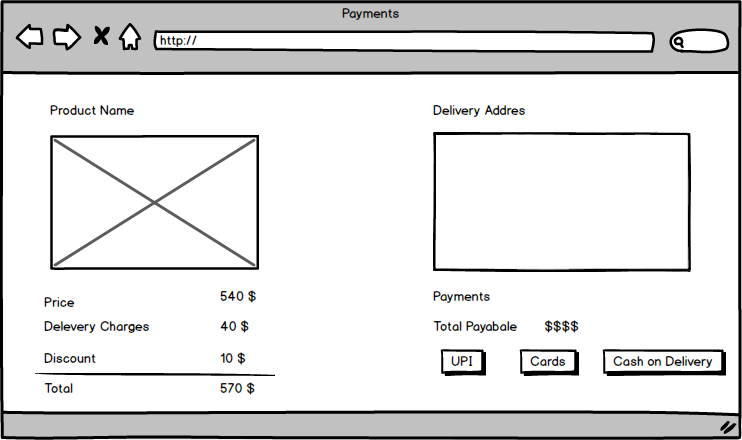 Payments
http://
Product Name
Delivery Addres
Price 540 $
Delevery Charges 40 $
Discount 10 $
Total 570 $
Payments
Total Payabale $$$$
UPI Cards Cash on Delivery